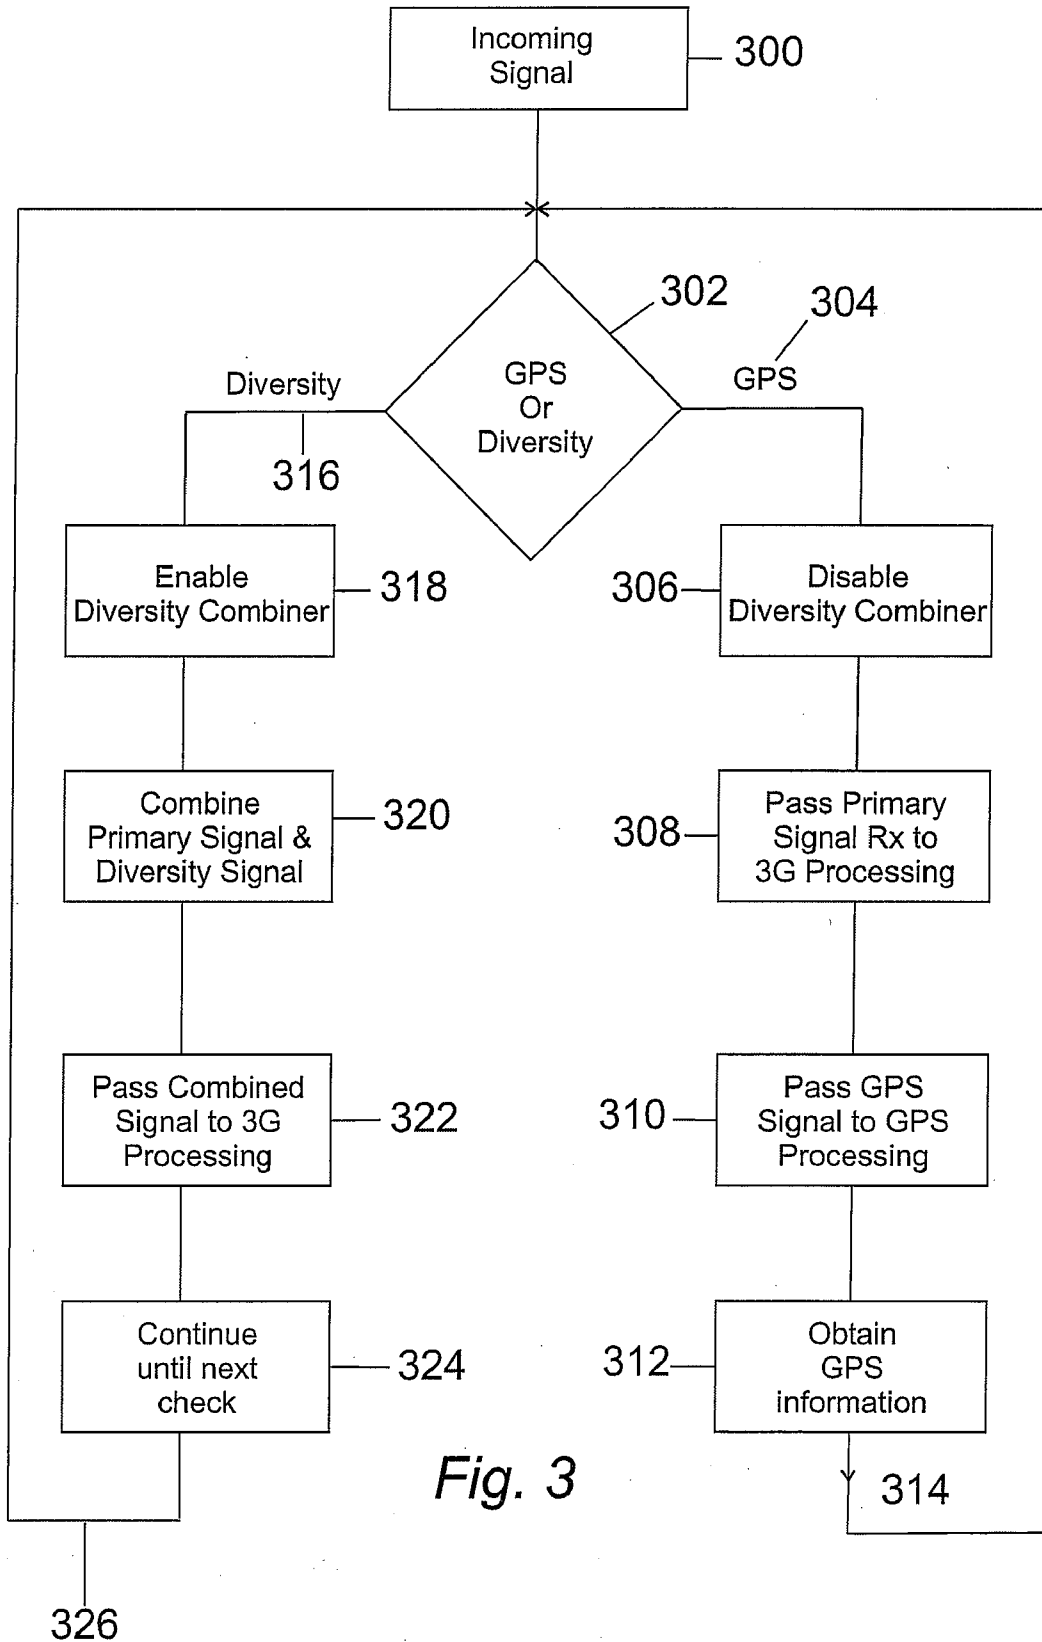 Incoming
Signal
300
302
304
GPS
Or
Diversity
Diversity
316
GPS
Enable
Diversity Combiner
318
306
Disable
Diversity Combiner
Combine
Primary Signal &
Diversity Signal
320
308
Pass Primary
Signal Rx to
3G Processing
Pass Combined
Signal to 3G
Processing
322
310
Pass GPS
Signal to GPS
Processing
Continue
until next
check
324
312
Obtain
GPS
information
Fig. 3
314
326